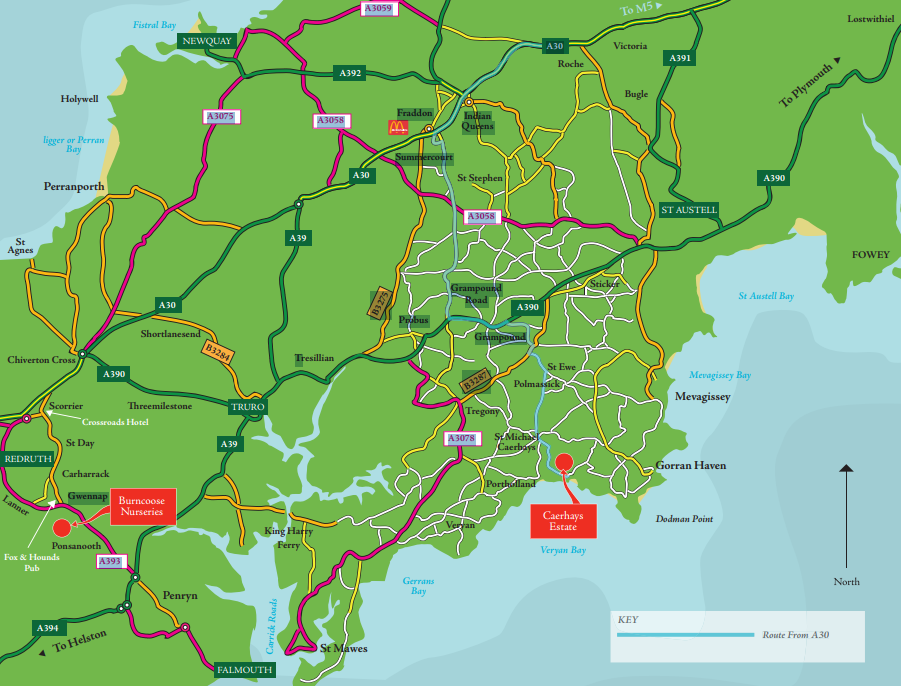 To M5
A3059
Fistral Bay
Lostwithiel
NEWQUAY
A30
Victoria
A391
Roche
A392
To Plymouth
Holywell
Bugle
A3075
A3058
Fraddon
Indian
Queens
ligger or Perran
Bay
Summercourt
A30
St Stephen
A390
Perranporth
A3058
ST AUSTELL
St
Agnes
A39
FOWEY
Sticker
Grampound
Road
St Austell Bay
A30
B3275
A390
Probus
Shortlanesend
Grampound
B3284
Chiverton Cross
Tresillian
St Ewe
A390
B3287
Polmassick
Mevagissey Bay
Mevagissey
Scorrier
Threemilestone
TRURO
Tregony
Crossroads Hotel
A39
A3078
St Michael
Caerhays
St Day
REDRUTH
Gorran Haven
Carharrack
Portholland
Gwennap
Burncoose
Nurseries
Lanner
Caerhays
Estate
Dodman Point
King Harry
Ferry
Veryan
Ponsanooth
Veryan Bay
Fox & Hounds
Pub
A393
Gerrans
Bay
North
Penryn
Carrick Roads
KEY
Route From A30
A394
To Helston
St Mawes
FALMOUTH